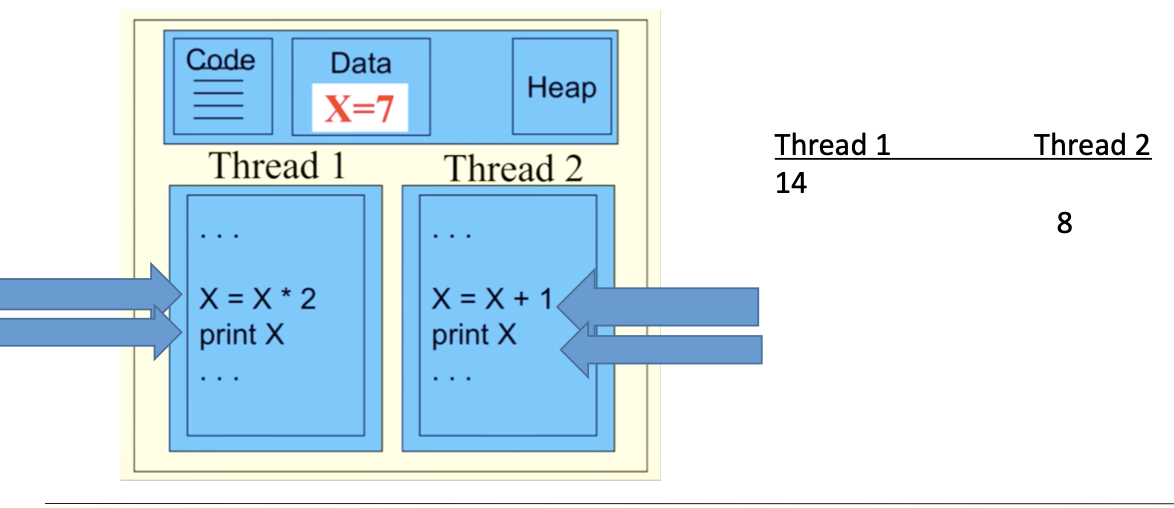 Code
Data
X=7
Heap
Thread 1
Thread 2
. . .
X = X * 2
print X
. . .
. . .
X = X + 1
print X
. . .
Thread 1 Thread 2
14
8